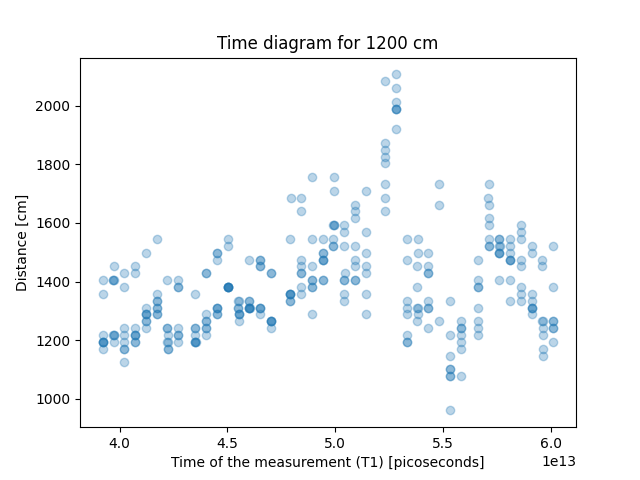 Time diagram for 1200 cm
Distance [cm]
2000
1800
1600
1400
1200
1000
4.0 4.5 5.0 5.5 6.0
1e13
Time of the measurement (T1) [picoseconds]